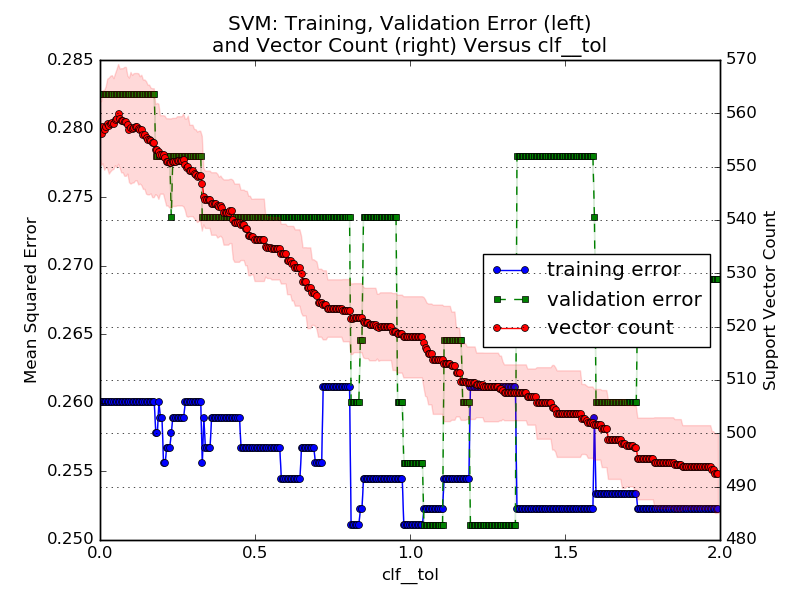 SVM: Training, Validation Error (left)
and Vector Count (right) Versus clf__tol
0.285
0.280
0.275
0.270
0.265
0.260
0.255
0.250
Mean Squared Error
training error
validation error
vector count
570
560
550
540
530
520
510
500
490
480
Support Vector Count
0.0 0.5 1.0 1.5 2.0
clf__tol